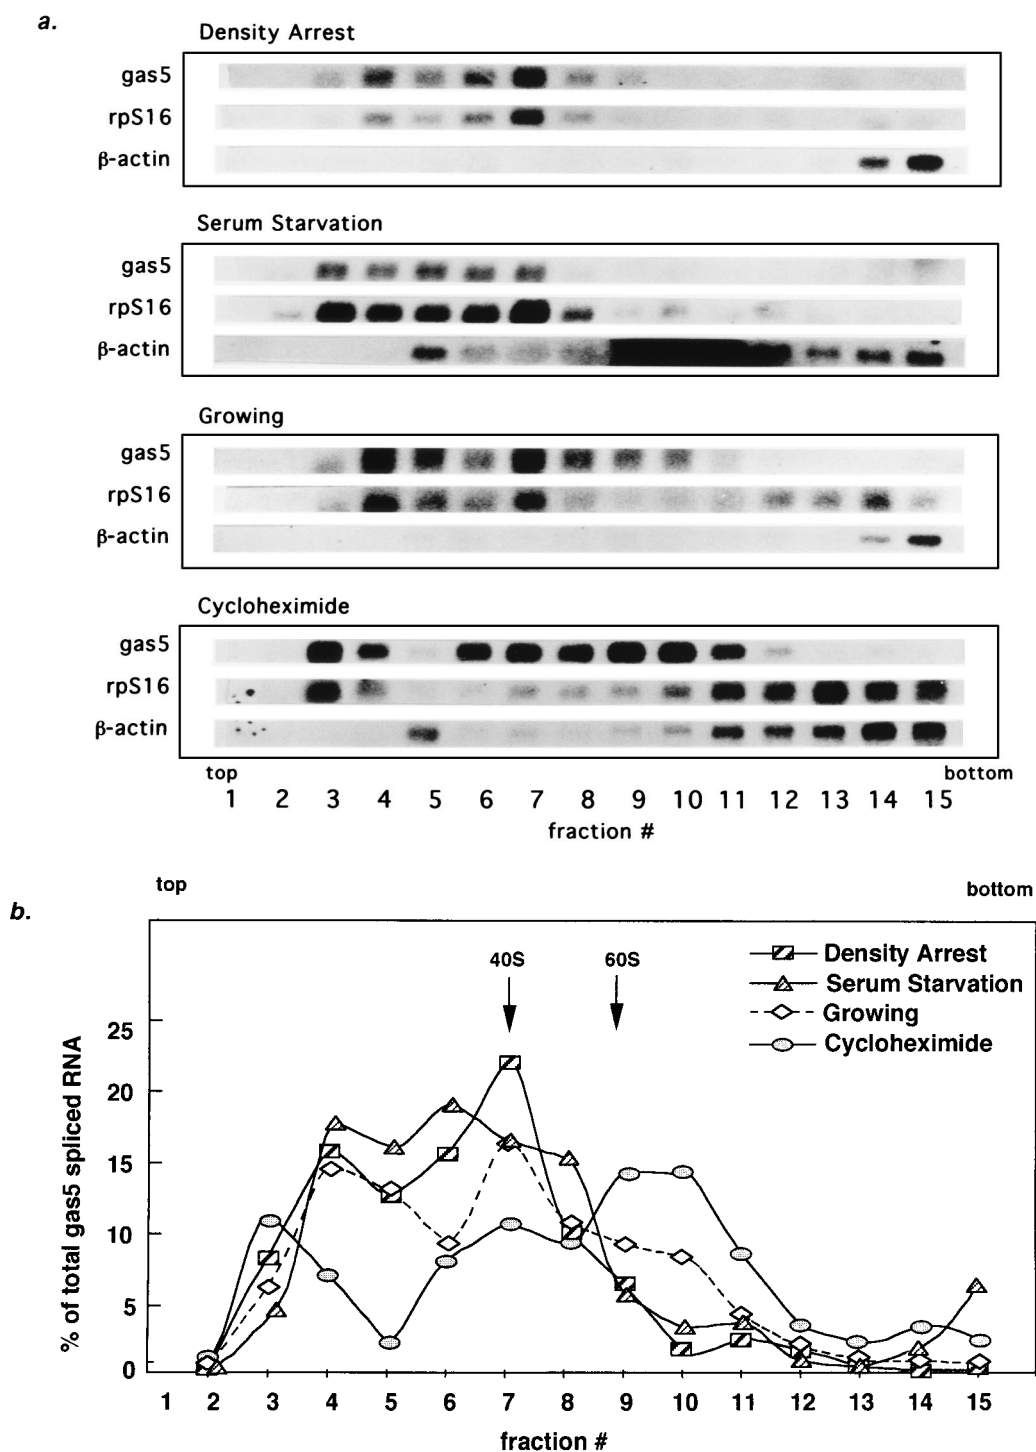 a.
Density Arrest
gas5
rpS16
β-actin
Serum Starvation
gas5
rpS16
β-actin
Growing
gas5
rpS16
β-actin
Cycloheximide
gas5
rpS16
β-actin
top bottom
1 2 3 4 5 6 7 8 9 10 11 12 13 14 15
fraction #
top bottom
b.
40S 60S
Density Arrest
Serum Starvation
Growing
Cycloheximide
% of total gas5 spliced RNA
25
20
15
10
5
0
1 2 3 4 5 6 7 8 9 10 11 12 13 14 15
fraction #